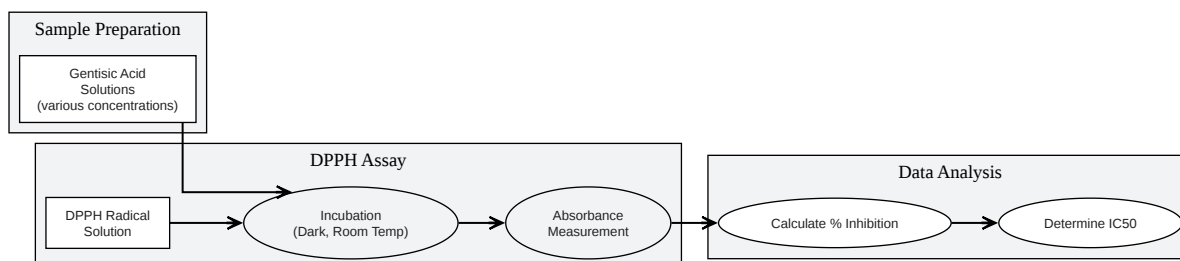 Sample Preparation
Gentisic Acid
Solutions
(various concentrations)
DPPH Assay
DPPH Radical
Solution
Incubation
(Dark, Room Temp)
Absorbance
Measurement
Data Analysis
Calculate % Inhibition
Determine IC50